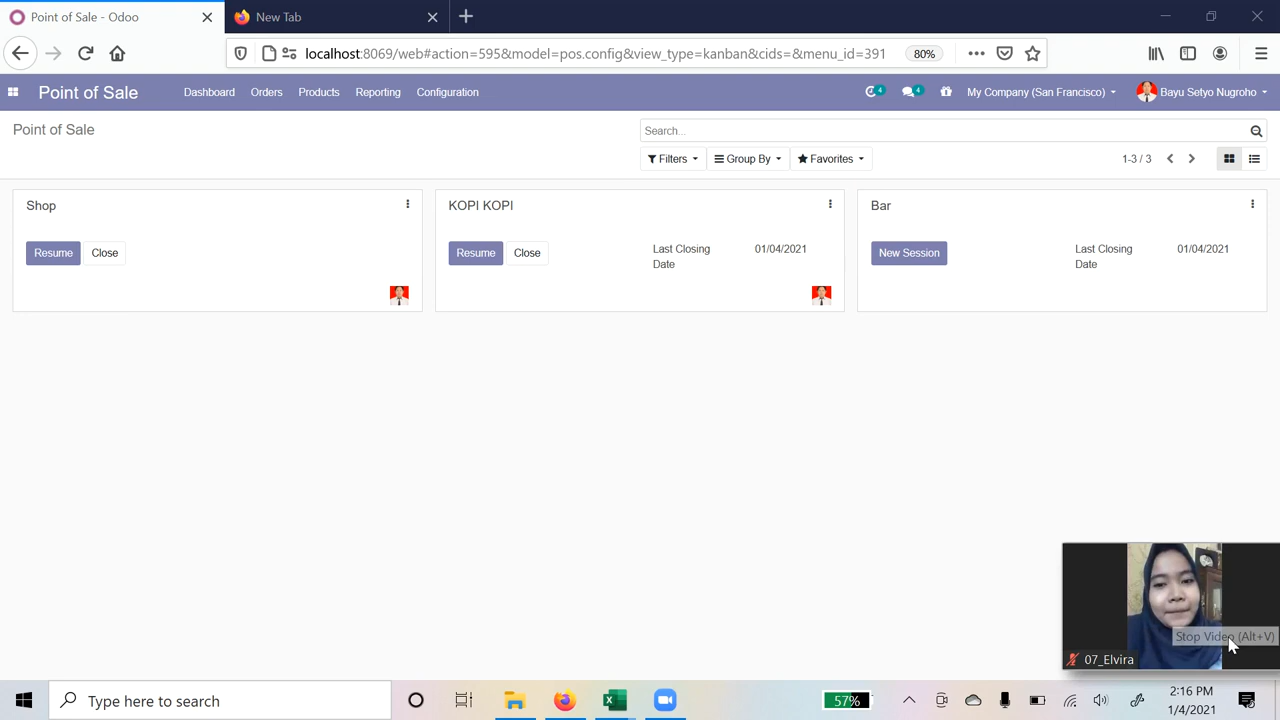 Point of Sale - Odoo
New Tab
localhost:8069/web#action=595&model=pos.config&view_type=kanban&cids=&menu_id=391
80%
Point of Sale
Dashboard
Orders
Products
Reporting
Configuration
4
4
My Company (San Francisco)
Bayu Setyo Nugroho
Point of Sale
Search...
Filters
Group By
Favorites
1-3 / 3
Shop
Resume
Close
KOPI KOPI
Resume
Close
Last Closing
Date
01/04/2021
Bar
New Session
Last Closing
Date
01/04/2021
Stop Video (Alt+V)
07_Elvira
Type here to search
57%
2:16 PM
1/4/2021